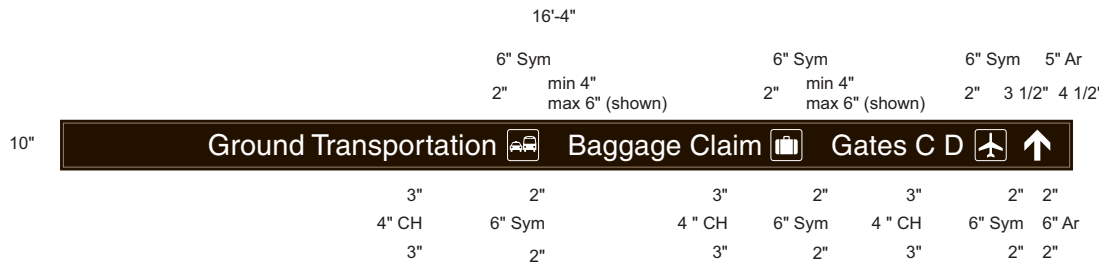 16'-4"
6" Sym 6" Sym 6" Sym 5" Ar
2" min 4" 2" min 4" 2" 3 1/2" 4 1/2"
max 6" (shown) max 6" (shown)
10" Ground Transportation Baggage Claim Gates C D
3" 2" 3" 2" 3" 2" 2"
4" CH 6" Sym 4 " CH 6" Sym 4 " CH 6" Sym 6" Ar
3" 2" 3" 2" 3" 2" 2"